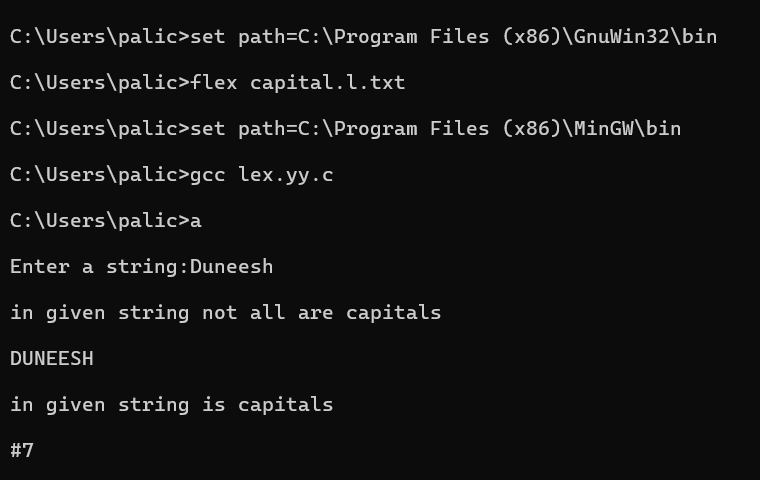 C:\Users\palic>set path=C:\Program Files (x86)\GnuWin32\bin
C:\Users\palic>flex capital.l.txt
C:\Users\palic>set path=C:\Program Files (x86)\MinGW\bin
C:\Users\palic>gcc lex.yy.c
C:\Users\palic>a
Enter a string:Duneesh
in given string not all are capitals
DUNEESH
in given string is capitals
#7